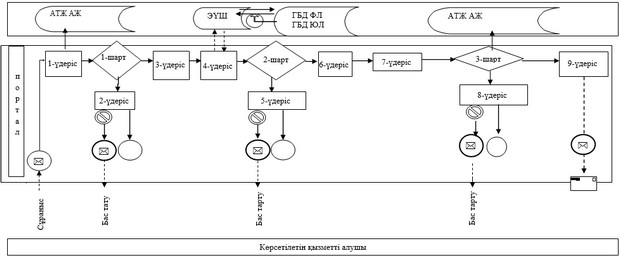 АТЖ АЖ
ЭҮШ
ГБД ФЛ
ГБД ЮЛ
АТЖ АЖ
портал
1-үдеріс
1-шарт
3-үдеріс
4-үдеріс
2-шарт
6-үдеріс
7-үдеріс
3-шарт
9-үдеріс
2-үдеріс
5-үдеріс
8-үдеріс
Сұраныс
Бас тату
Бас тарту
Бас тарту
Көрсетілетін қызметті алушы